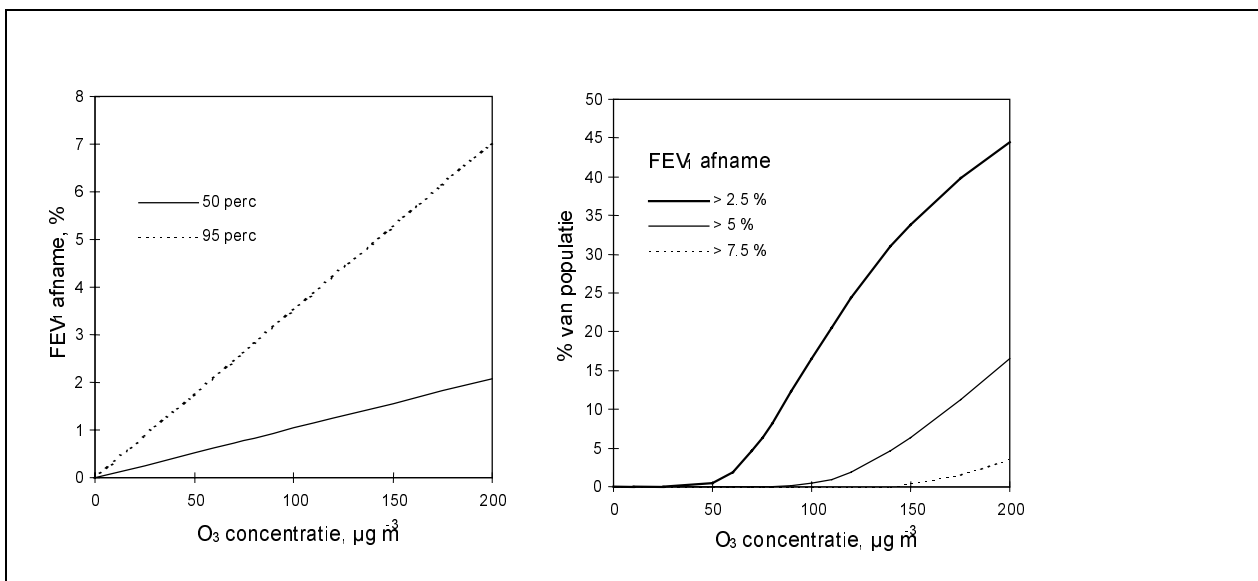 8
7
6
5
4
3
2
1
0
FEV1 afname, %
50 perc
95 perc
0 50 100 150 200
O3 concentratie, µg m-3
50
45
40
35
30
25
20
15
10
5
0
% van populatie
FEV1 afname
> 2.5 %
> 5 %
> 7.5 %
0 50 100 150 200
O3 concentratie, µg m-3